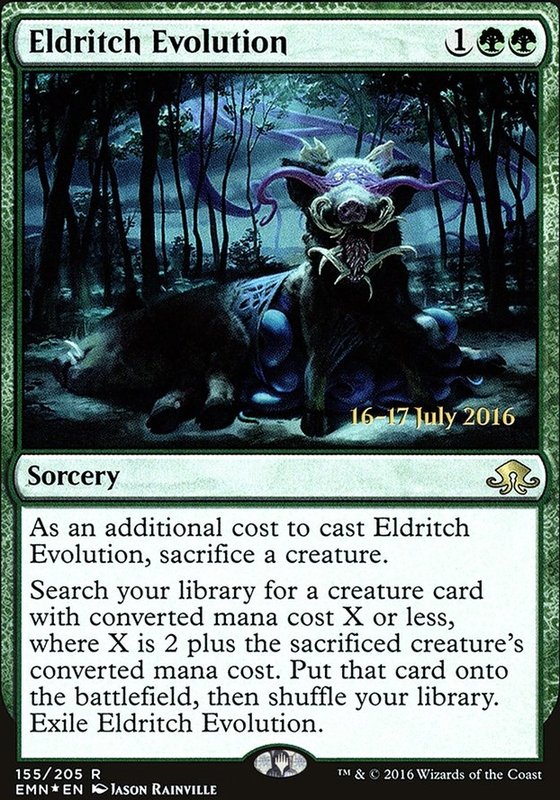 Eldritch Evolution 1
16–17 July 2016
Sorcery
As an additional cost to cast Eldritch
Evolution, sacrifice a creature.
Search your library for a creature card
with converted mana cost X or less,
where X is 2 plus the sacrificed creature's
converted mana cost. Put that card onto
the battlefield, then shuffle your library.
Exile Eldritch Evolution.
155/205 R
EMN★EN Jason Rainville
™ & © 2016 Wizards of the Coast